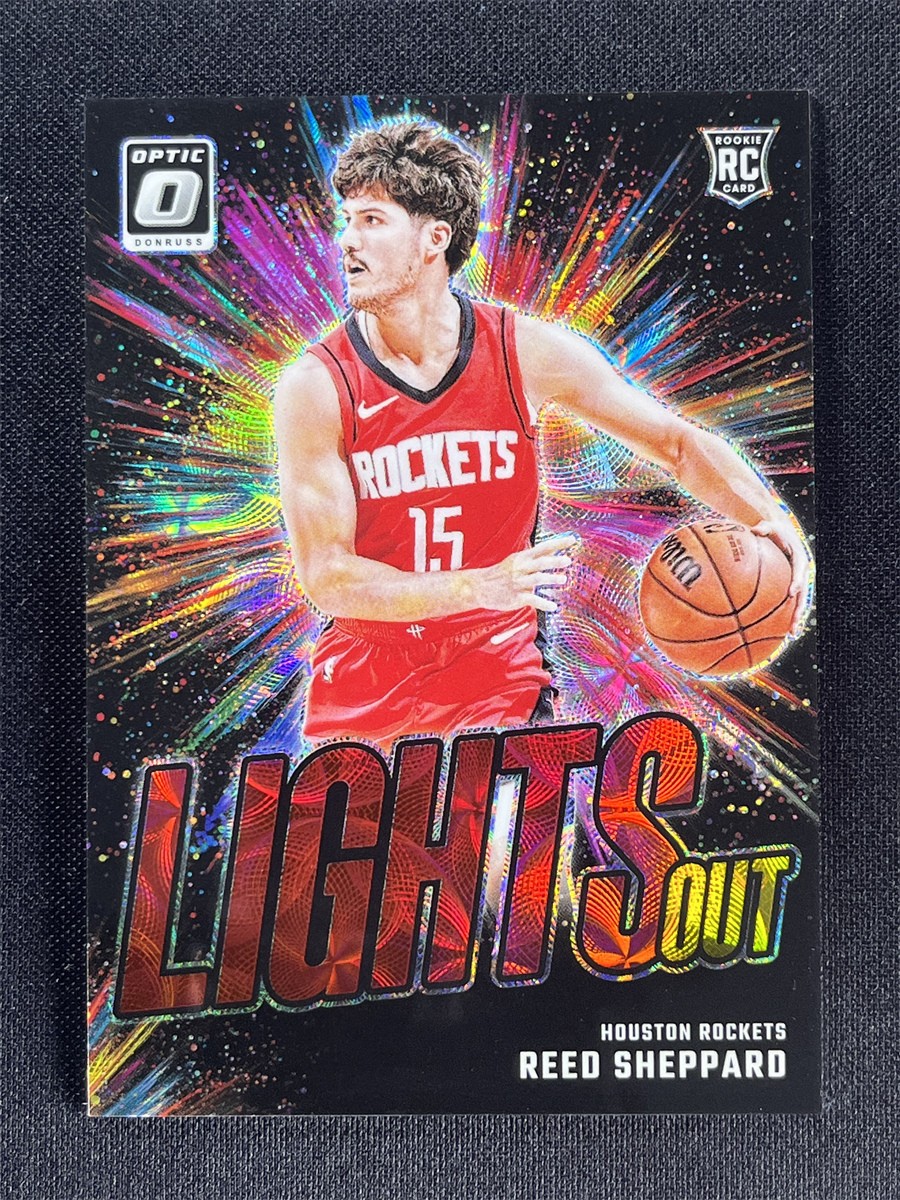 OPTIC
DONRUSS
ROOKIE
RC
CARD
ROCKETS
15
LIGHTS
OUT
HOUSTON ROCKETS
REED SHEPPARD